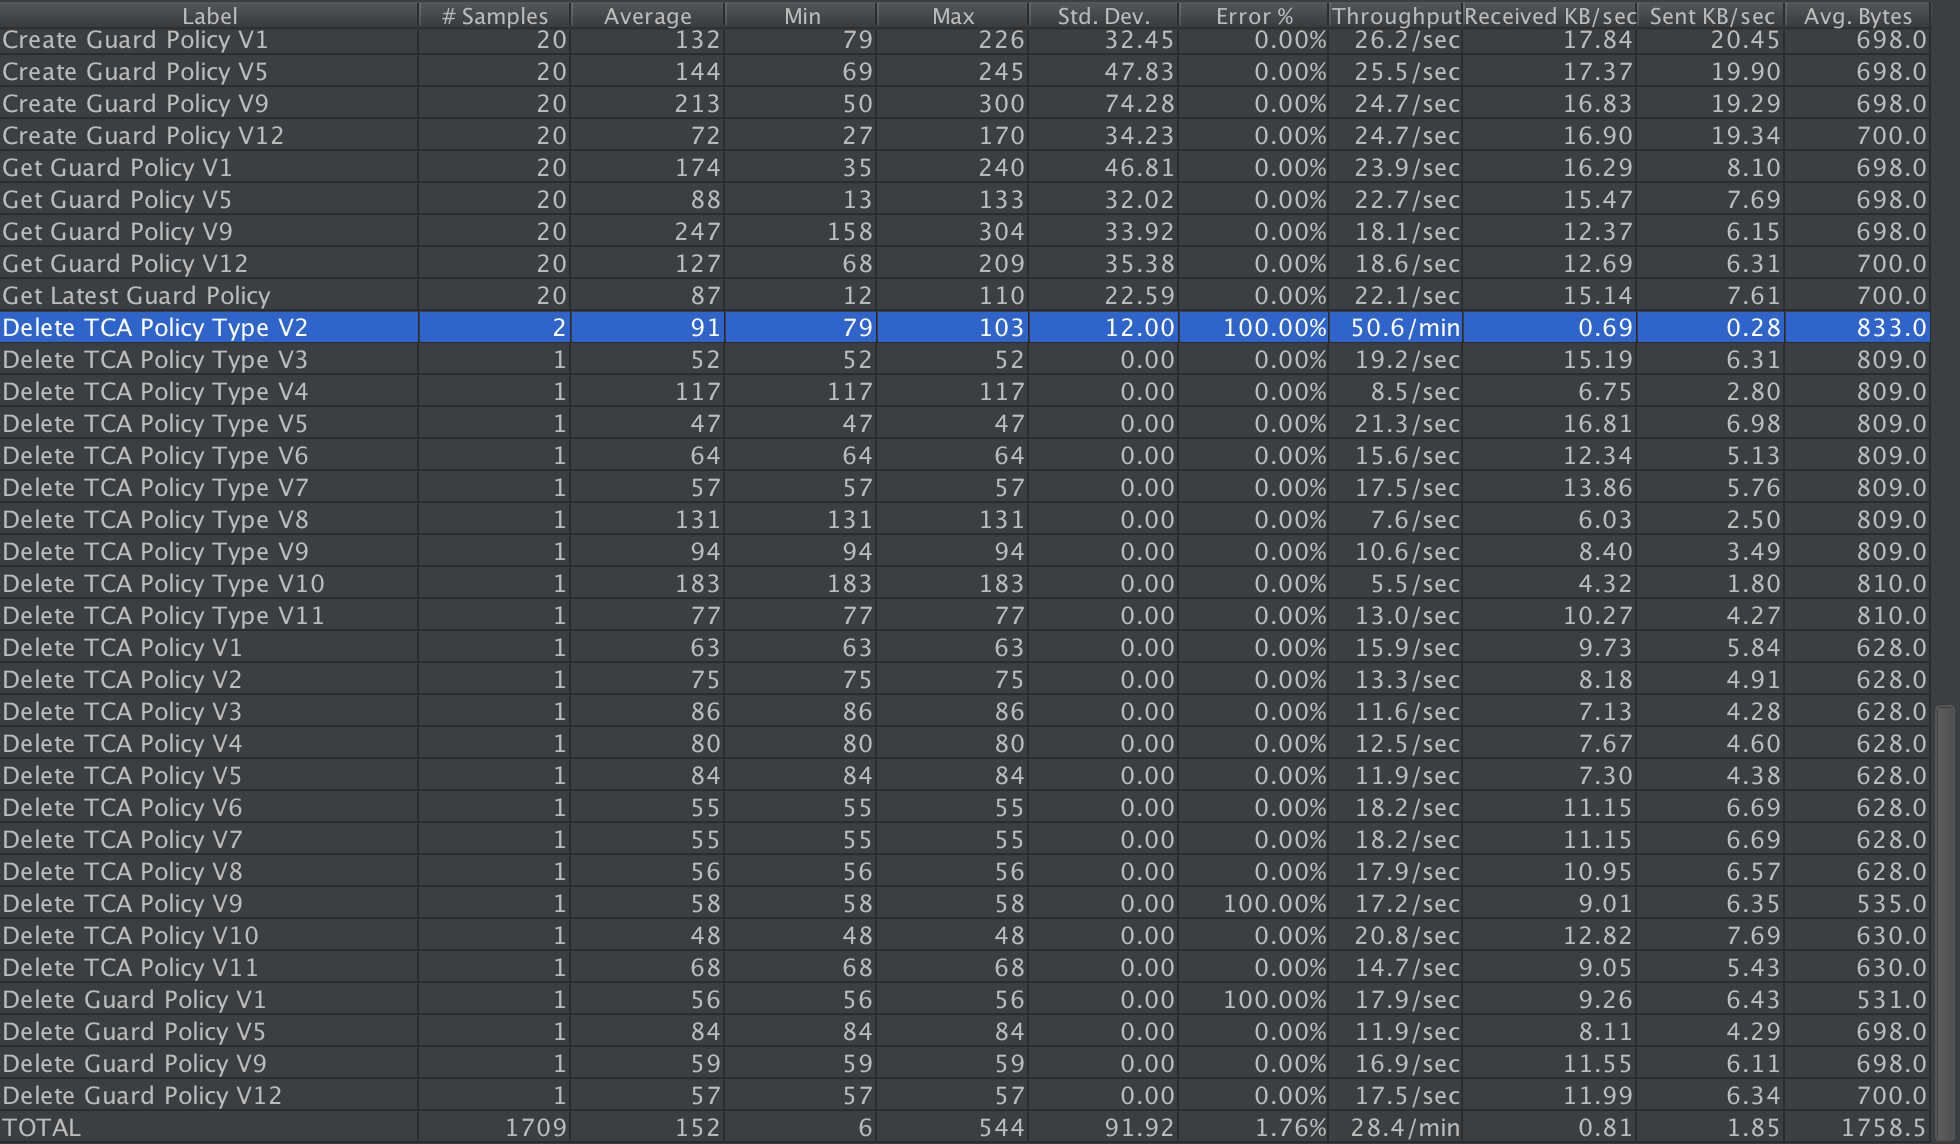 Label # Samples Average Min Max Std. Dev. Error % Throughput Received KB/sec Sent KB/sec Avg. Bytes
Create Guard Policy V1 20 132 79 226 32.45 0.00% 26.2/sec 17.84 20.45 698.0
Create Guard Policy V5 20 144 69 245 47.83 0.00% 25.5/sec 17.37 19.90 698.0
Create Guard Policy V9 20 213 50 300 74.28 0.00% 24.7/sec 16.83 19.29 698.0
Create Guard Policy V12 20 72 27 170 34.23 0.00% 24.7/sec 16.90 19.34 700.0
Get Guard Policy V1 20 174 35 240 46.81 0.00% 23.9/sec 16.29 8.10 698.0
Get Guard Policy V5 20 88 13 133 32.02 0.00% 22.7/sec 15.47 7.69 698.0
Get Guard Policy V9 20 247 158 304 33.92 0.00% 18.1/sec 12.37 6.15 698.0
Get Guard Policy V12 20 127 68 209 35.38 0.00% 18.6/sec 12.69 6.31 700.0
Get Latest Guard Policy 20 87 12 110 22.59 0.00% 22.1/sec 15.14 7.61 700.0
Delete TCA Policy Type V2 2 91 79 103 12.00 100.00% 50.6/min 0.69 0.28 833.0
Delete TCA Policy Type V3 1 52 52 52 0.00 0.00% 19.2/sec 15.19 6.31 809.0
Delete TCA Policy Type V4 1 117 117 117 0.00 0.00% 8.5/sec 6.75 2.80 809.0
Delete TCA Policy Type V5 1 47 47 47 0.00 0.00% 21.3/sec 16.81 6.98 809.0
Delete TCA Policy Type V6 1 64 64 64 0.00 0.00% 15.6/sec 12.34 5.13 809.0
Delete TCA Policy Type V7 1 57 57 57 0.00 0.00% 17.5/sec 13.86 5.76 809.0
Delete TCA Policy Type V8 1 131 131 131 0.00 0.00% 7.6/sec 6.03 2.50 809.0
Delete TCA Policy Type V9 1 94 94 94 0.00 0.00% 10.6/sec 8.40 3.49 809.0
Delete TCA Policy Type V10 1 183 183 183 0.00 0.00% 5.5/sec 4.32 1.80 810.0
Delete TCA Policy Type V11 1 77 77 77 0.00 0.00% 13.0/sec 10.27 4.27 810.0
Delete TCA Policy V1 1 63 63 63 0.00 0.00% 15.9/sec 9.73 5.84 628.0
Delete TCA Policy V2 1 75 75 75 0.00 0.00% 13.3/sec 8.18 4.91 628.0
Delete TCA Policy V3 1 86 86 86 0.00 0.00% 11.6/sec 7.13 4.28 628.0
Delete TCA Policy V4 1 80 80 80 0.00 0.00% 12.5/sec 7.67 4.60 628.0
Delete TCA Policy V5 1 84 84 84 0.00 0.00% 11.9/sec 7.30 4.38 628.0
Delete TCA Policy V6 1 55 55 55 0.00 0.00% 18.2/sec 11.15 6.69 628.0
Delete TCA Policy V7 1 55 55 55 0.00 0.00% 18.2/sec 11.15 6.69 628.0
Delete TCA Policy V8 1 56 56 56 0.00 0.00% 17.9/sec 10.95 6.57 628.0
Delete TCA Policy V9 1 58 58 58 0.00 100.00% 17.2/sec 9.01 6.35 535.0
Delete TCA Policy V10 1 48 48 48 0.00 0.00% 20.8/sec 12.82 7.69 630.0
Delete TCA Policy V11 1 68 68 68 0.00 0.00% 14.7/sec 9.05 5.43 630.0
Delete Guard Policy V1 1 56 56 56 0.00 100.00% 17.9/sec 9.26 6.43 531.0
Delete Guard Policy V5 1 84 84 84 0.00 0.00% 11.9/sec 8.11 4.29 698.0
Delete Guard Policy V9 1 59 59 59 0.00 0.00% 16.9/sec 11.55 6.11 698.0
Delete Guard Policy V12 1 57 57 57 0.00 0.00% 17.5/sec 11.99 6.34 700.0
TOTAL 1709 152 6 544 91.92 1.76% 28.4/min 0.81 1.85 1758.5